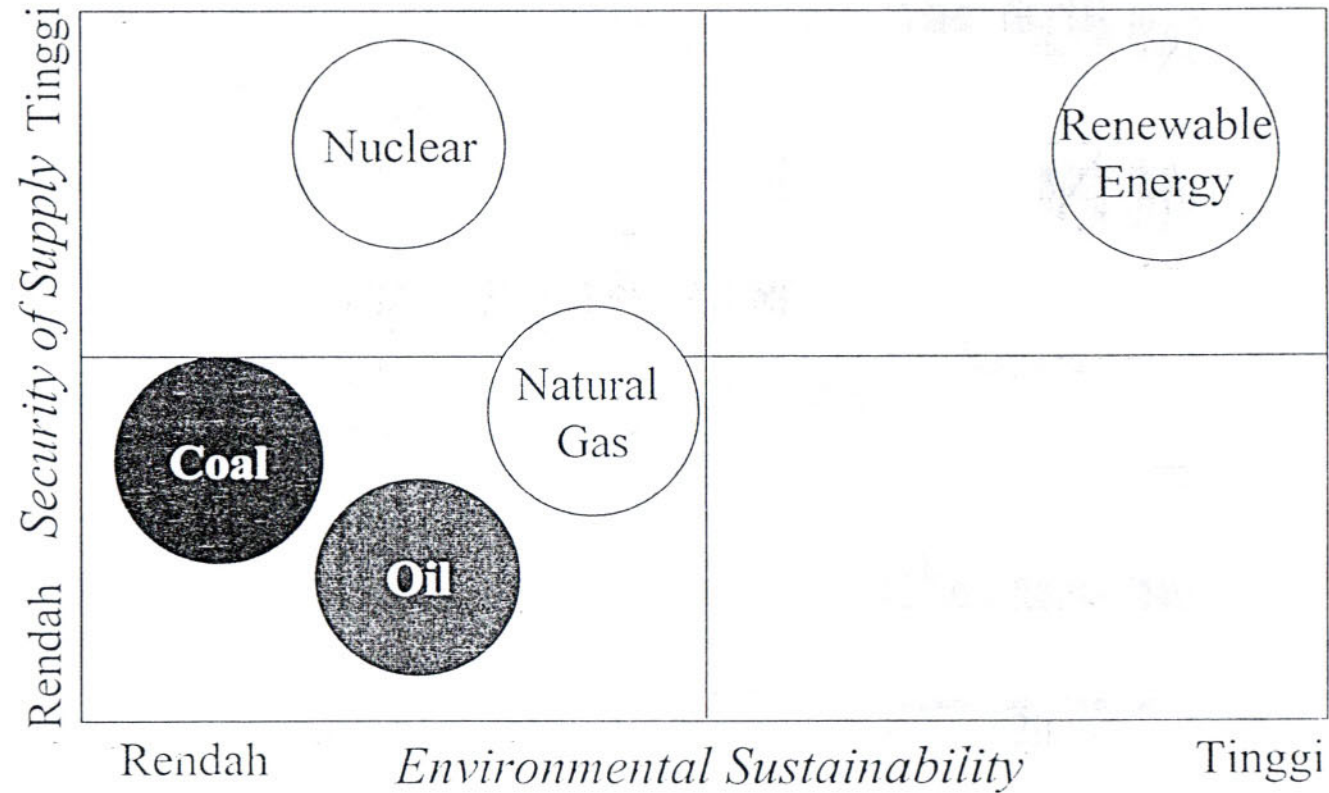 Tinggi
Security of Supply
Rendah
Nuclear
Renewable
Energy
Natural
Gas
Coal
Oil
Rendah
Environmental Sustainability
Tinggi